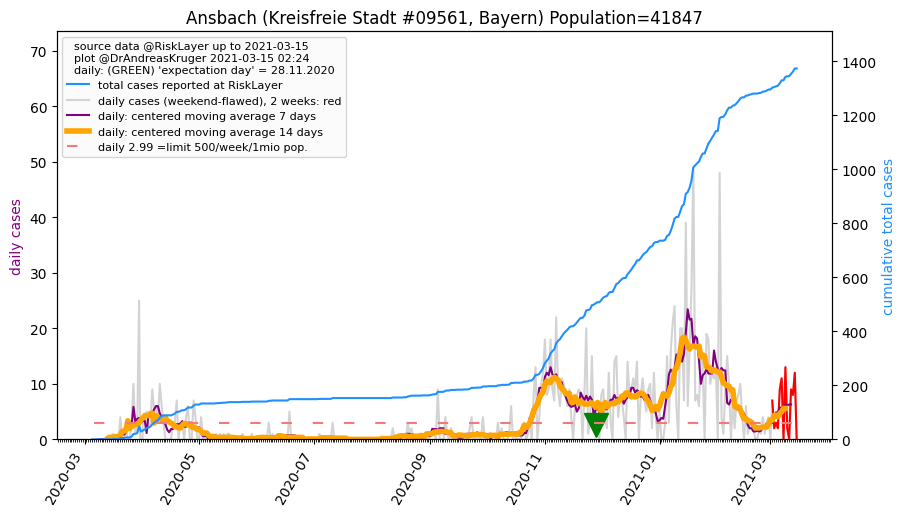 Ansbach (Kreisfreie Stadt #09561, Bayern) Population=41847
source data @RiskLayer up to 2021-03-15
plot @DrAndreasKruger 2021-03-15 02:24
daily: (GREEN) 'expectation day' = 28.11.2020
total cases reported at RiskLayer
daily cases (weekend-flawed), 2 weeks: red
daily: centered moving average 7 days
daily: centered moving average 14 days
daily 2.99 =limit 500/week/1mio pop.
daily cases
70
60
50
40
30
20
10
0
cumulative total cases
1400
1200
1000
800
600
400
200
0
2020-03
2020-05
2020-07
2020-09
2020-11
2021-01
2021-03